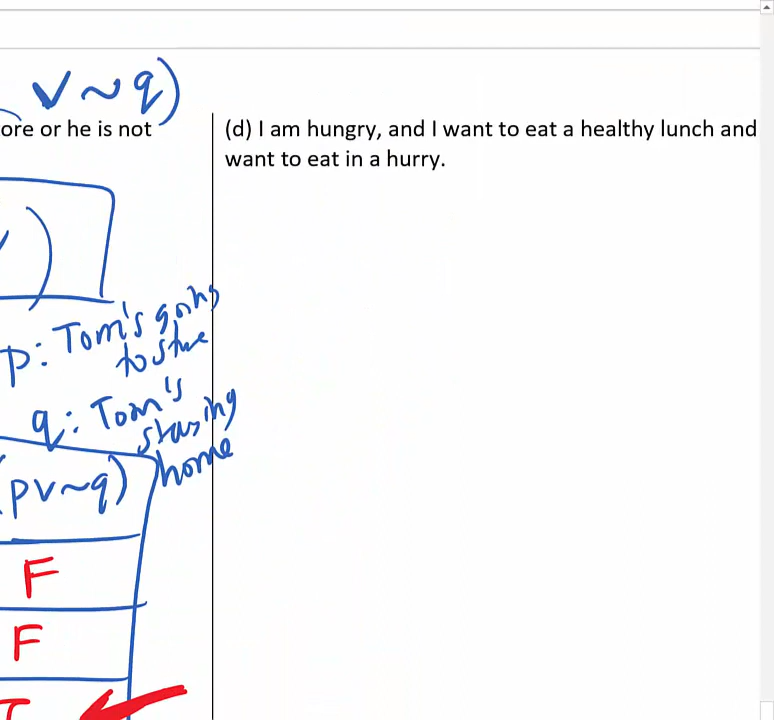 ∨ ~ q)
ore or he is not
)
p: Tom's going
to store
q: Tom's
staying
home
(p∨~q)
F
F
T
(d) I am hungry, and I want to eat a healthy lunch and
want to eat in a hurry.